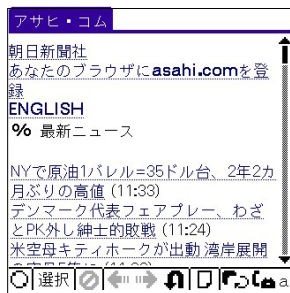 アサヒ・コム
朝日新聞社
あなたのブラウザにasahi.comを登
録
ENGLISH
% 最新ニュース
NYで原油1バレル=35ドル台、2年2カ
月ぶりの高値 (11:33)
デンマーク代表フェアプレー、わざ
とPK外し紳士的敗戦 (11:24)
米空母キティホークが出動 湾岸展開
選択
a